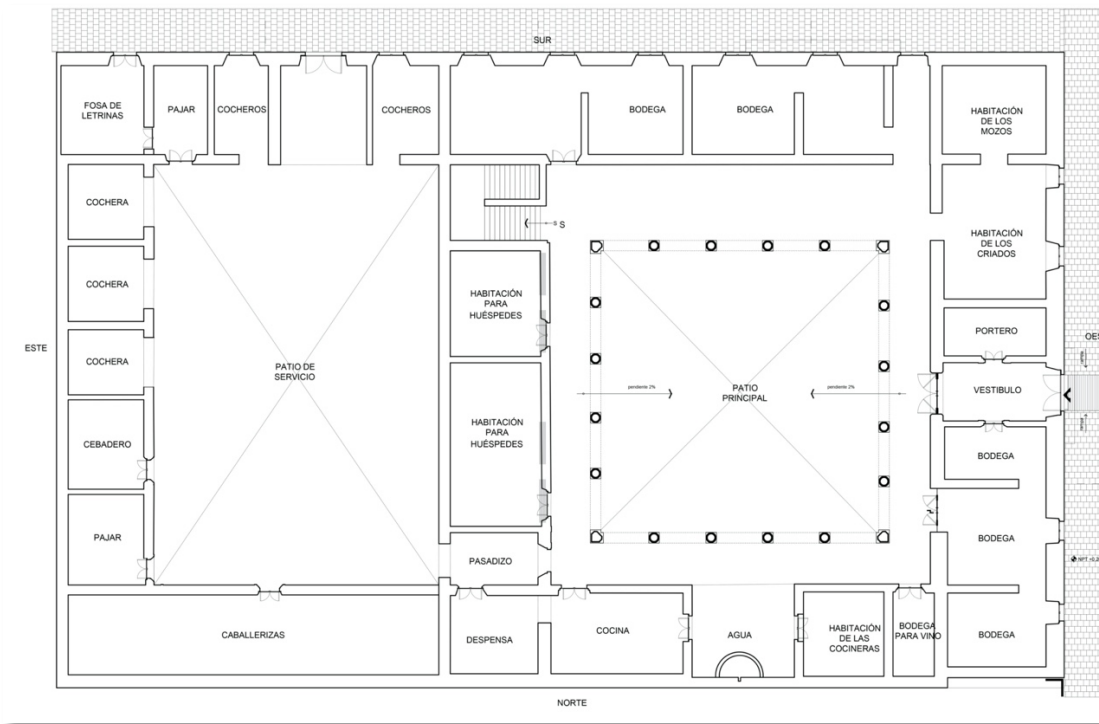 SUR
FOSA DE
LETRINAS
PAJAR
COCHEROS
COCHEROS
BODEGA
BODEGA
HABITACIÓN
DE LOS
MOZOS
COCHERA
S
S
HABITACIÓN
DE LOS
CRIADOS
COCHERA
HABITACIÓN
PARA
HUÉSPEDES
PORTERO
OES
ESTE
COCHERA
PATIO DE
SERVICIO
pendiente 2%
PATIO
PRINCIPAL
pendiente 2%
VESTIBULO
CEBADERO
HABITACIÓN
PARA
HUÉSPEDES
BODEGA
PAJAR
BODEGA
PASADIZO
CABALLERIZAS
DESPENSA
COCINA
AGUA
HABITACIÓN
DE LAS
COCINERAS
BODEGA
PARA VINO
BODEGA
NORTE